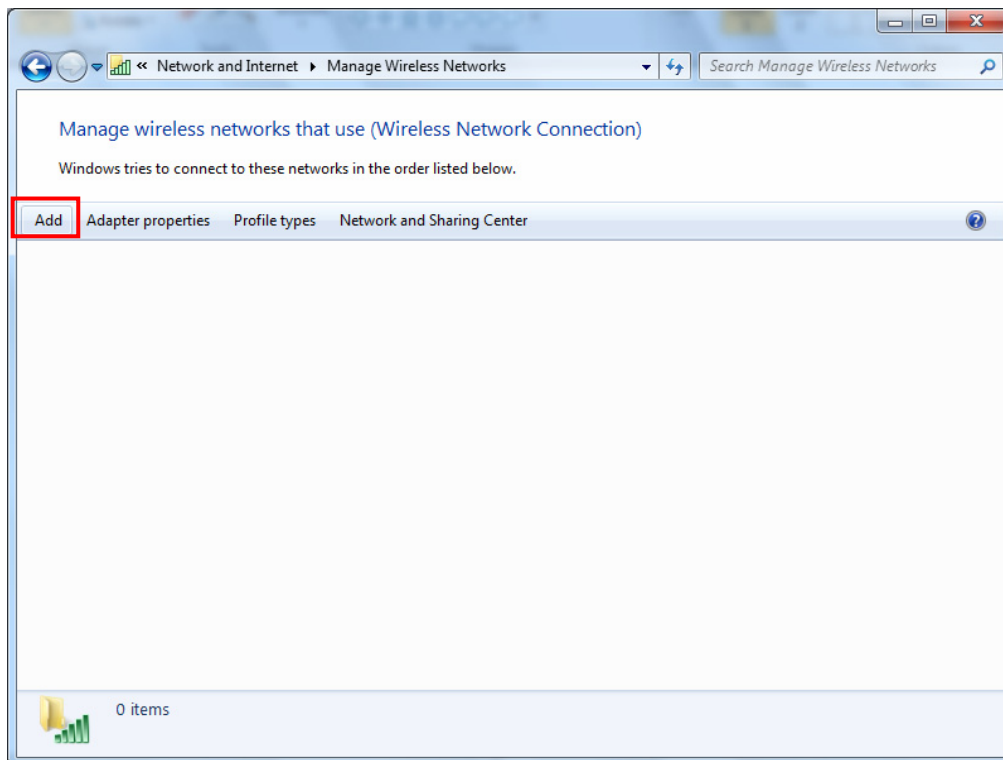 « Network and Internet ▸ Manage Wireless Networks
Search Manage Wireless Networks
Manage wireless networks that use (Wireless Network Connection)
Windows tries to connect to these networks in the order listed below.
Add Adapter properties Profile types Network and Sharing Center
0 items